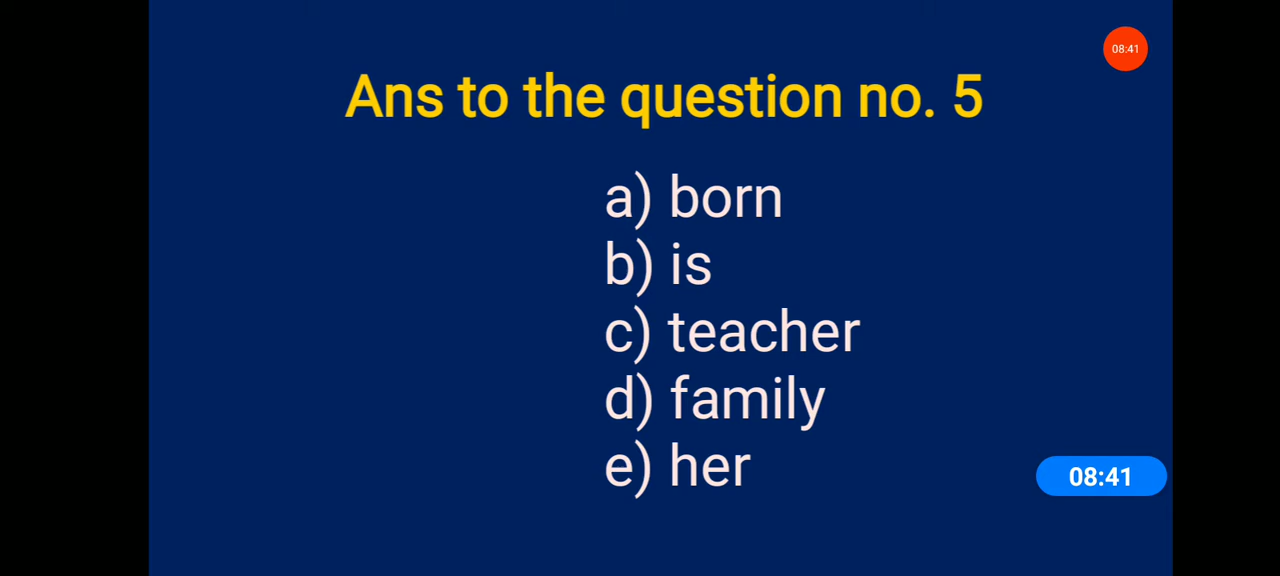 08:41
Ans to the question no. 5
a) born
b) is
c) teacher
d) family
e) her
08:41